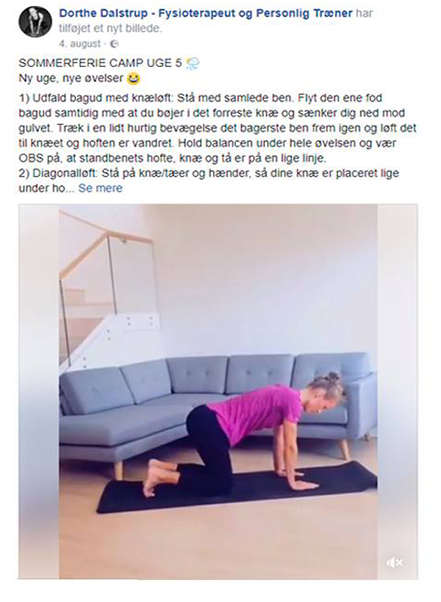 Dorthe Dalstrup - Fysioterapeut og Personlig Træner har
tilføjet et nyt billede.
4. august ·
SOMMERFERIE CAMP UGE 5
Ny uge, nye øvelser
1) Udfald bagud med knæløft: Stå med samlede ben. Flyt den ene fod
bagud samtidig med at du bøjer i det forreste knæ og sænker dig ned mod
gulvet. Træk i en lidt hurtig bevægelse det bagerste ben frem igen og løft det
til knæet og hoften er vandret. Hold balancen under hele øvelsen og vær
OBS på, at standbenets hofte, knæ og tå er på en lige linje.
2) Diagonalløft: Stå på knæ/tæer og hænder, så dine knæ er placeret lige
under ho... Se mere